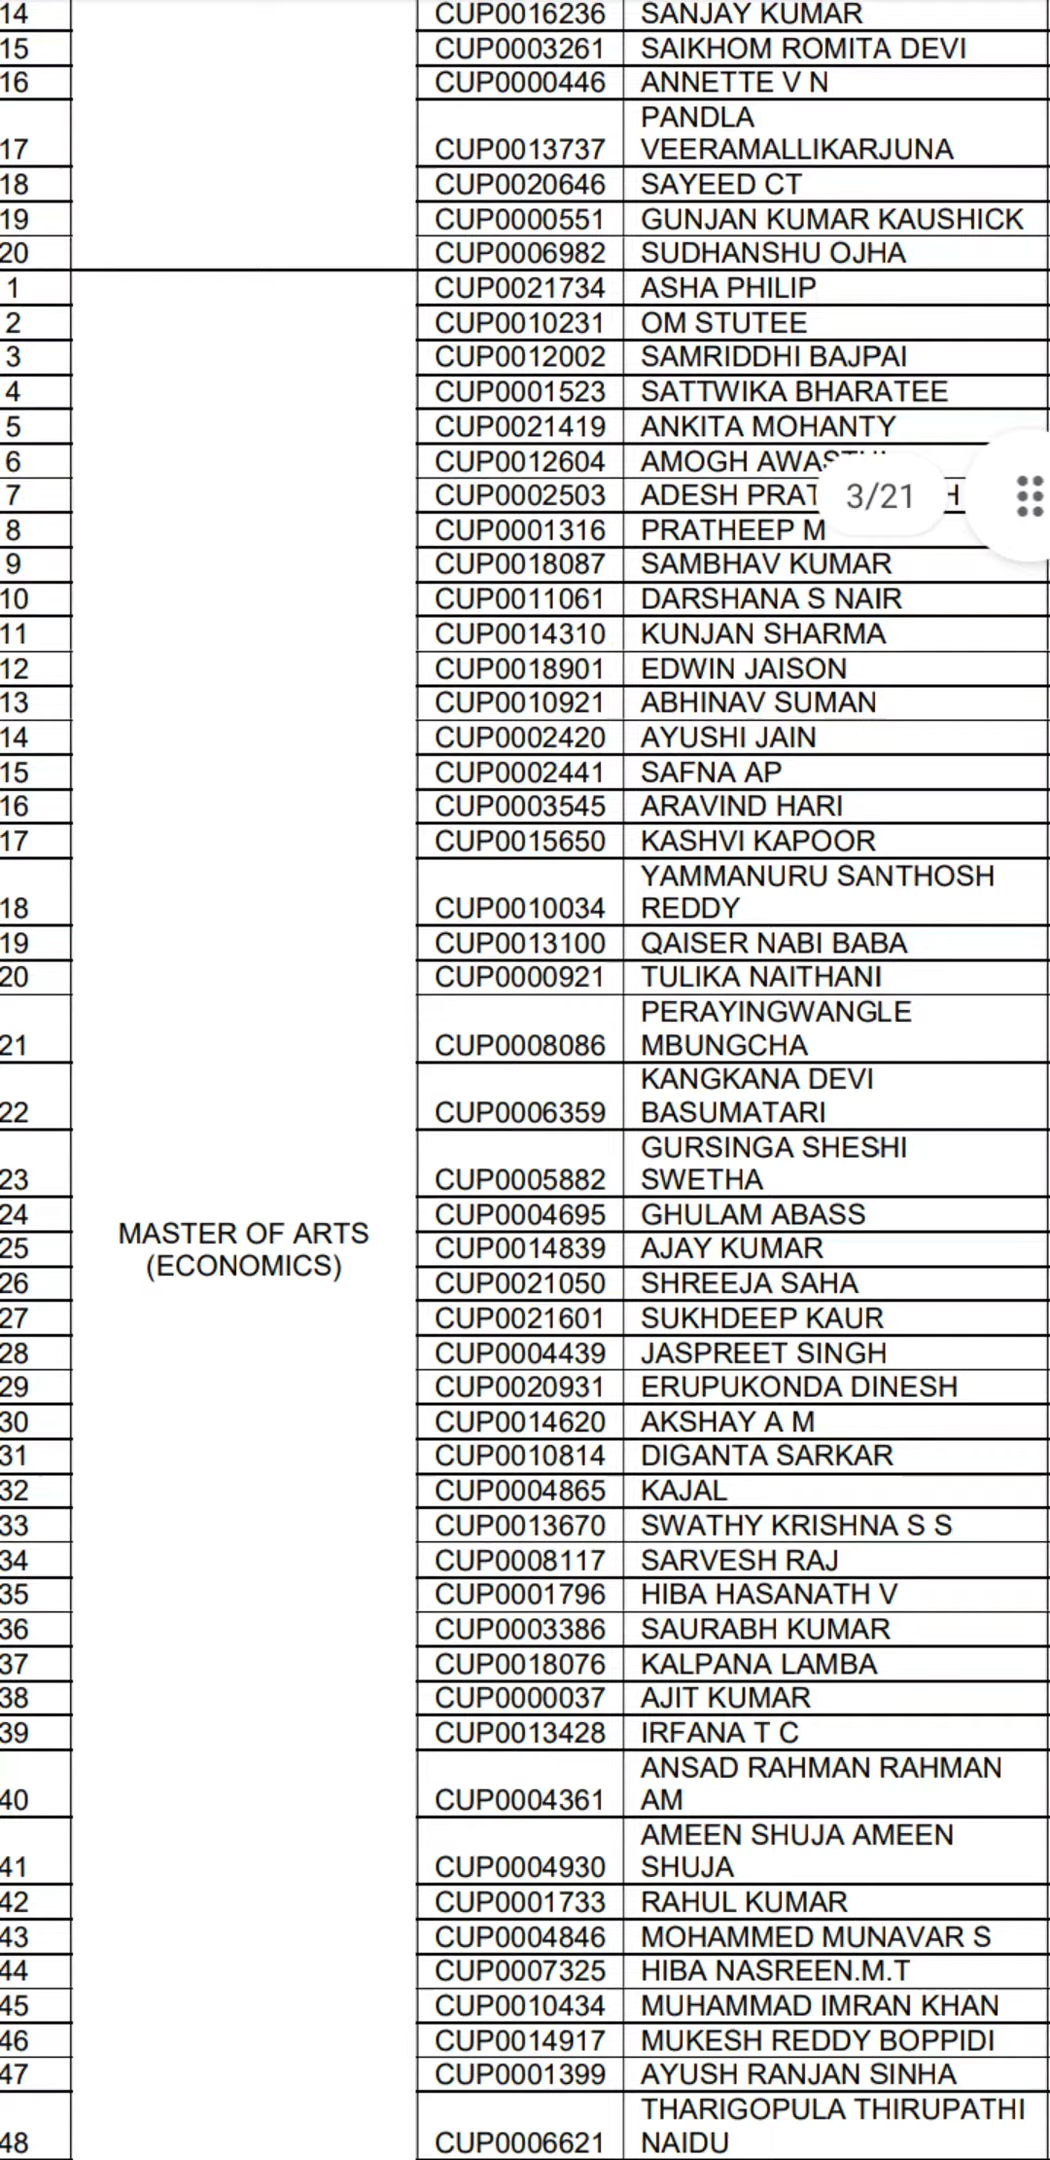 14 CUP0016236 SANJAY KUMAR
15 CUP0003261 SAIKHOM ROMITA DEVI
16 CUP0000446 ANNETTE V N
PANDLA
17 CUP0013737 VEERAMALLIKARJUNA
18 CUP0020646 SAYEED CT
19 CUP0000551 GUNJAN KUMAR KAUSHICK
20 CUP0006982 SUDHANSHU OJHA
1 CUP0021734 ASHA PHILIP
2 CUP0010231 OM STUTEE
3 CUP0012002 SAMRIDDHI BAJPAI
4 CUP0001523 SATTWIKA BHARATEE
5 CUP0021419 ANKITA MOHANTY
6 CUP0012604 AMOGH
7 CUP0002503 ADESH
3/21
8 CUP0001316 PRATHEEP M
9 CUP0018087 SAMBHAV KUMAR
10 CUP0011061 DARSHANA S NAIR
11 CUP0014310 KUNJAN SHARMA
12 CUP0018901 EDWIN JAISON
13 CUP0010921 ABHINAV SUMAN
14 CUP0002420 AYUSHI JAIN
15 CUP0002441 SAFNA AP
16 CUP0003545 ARAVIND HARI
17 CUP0015650 KASHVI KAPOOR
YAMMANURU SANTHOSH
18 CUP0010034 REDDY
19 CUP0013100 QAISER NABI BABA
20 CUP0000921 TULIKA NAITHANI
PERAYINGWANGLE
21 CUP0008086 MBUNGCHA
KANGKANA DEVI
22 CUP0006359 BASUMATARI
GURSINGA SHESHI
23 CUP0005882 SWETHA
24 CUP0004695 GHULAM ABASS
MASTER OF ARTS
25 CUP0014839 AJAY KUMAR
(ECONOMICS)
26 CUP0021050 SHREEJA SAHA
27 CUP0021601 SUKHDEEP KAUR
28 CUP0004439 JASPREET SINGH
29 CUP0020931 ERUPUKONDA DINESH
30 CUP0014620 AKSHAY A M
31 CUP0010814 DIGANTA SARKAR
32 CUP0004865 KAJAL
33 CUP0013670 SWATHY KRISHNA S S
34 CUP0008117 SARVESH RAJ
35 CUP0001796 HIBA HASANATH V
36 CUP0003386 SAURABH KUMAR
37 CUP0018076 KALPANA LAMBA
38 CUP0000037 AJIT KUMAR
39 CUP0013428 IRFANA T C
ANSAD RAHMAN RAHMAN
40 CUP0004361 AM
AMEEN SHUJA AMEEN
41 CUP0004930 SHUJA
42 CUP0001733 RAHUL KUMAR
43 CUP0004846 MOHAMMED MUNAVAR S
44 CUP0007325 HIBA NASREEN.M.T
45 CUP0010434 MUHAMMAD IMRAN KHAN
46 CUP0014917 MUKESH REDDY BOPPIDI
47 CUP0001399 AYUSH RANJAN SINHA
THARIGOPULA THIRUPATHI
48 CUP0006621 NAIDU